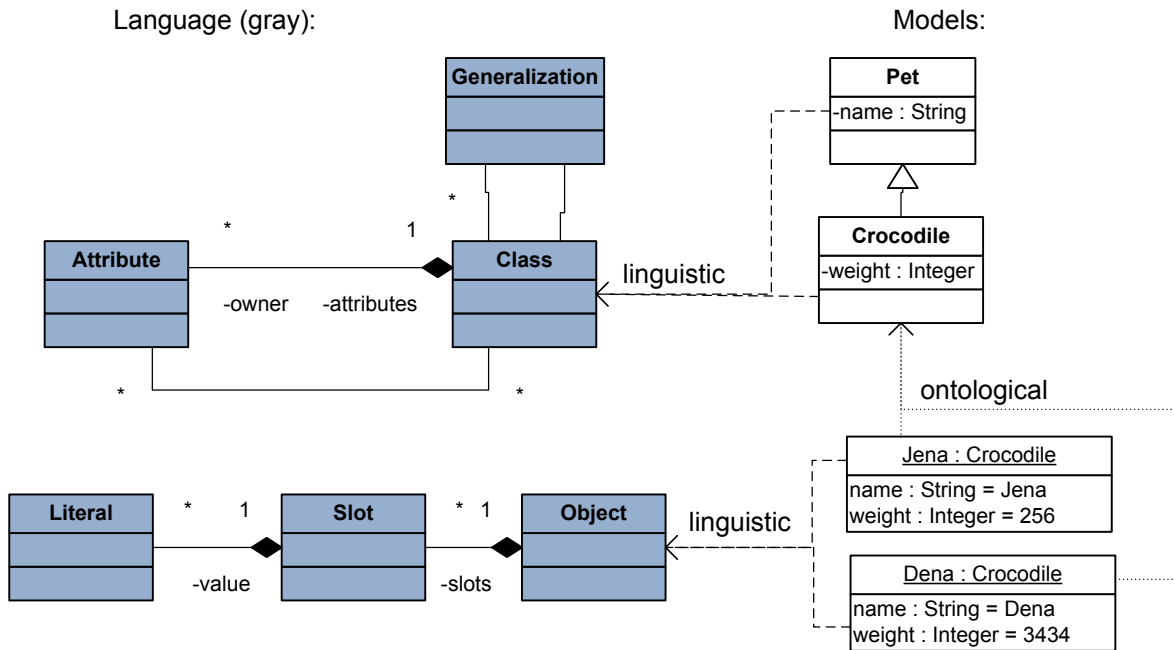 Language (gray):
Models:
Generalization
Pet
-name : String
*
*
1
Attribute
Class
Crocodile
-weight : Integer
linguistic
-owner
-attributes
*
*
ontological
Jena : Crocodile
name : String = Jena
weight : Integer = 256
Literal
*
1
Slot
*
1
Object
linguistic
-value
-slots
Dena : Crocodile
name : String = Dena
weight : Integer = 3434